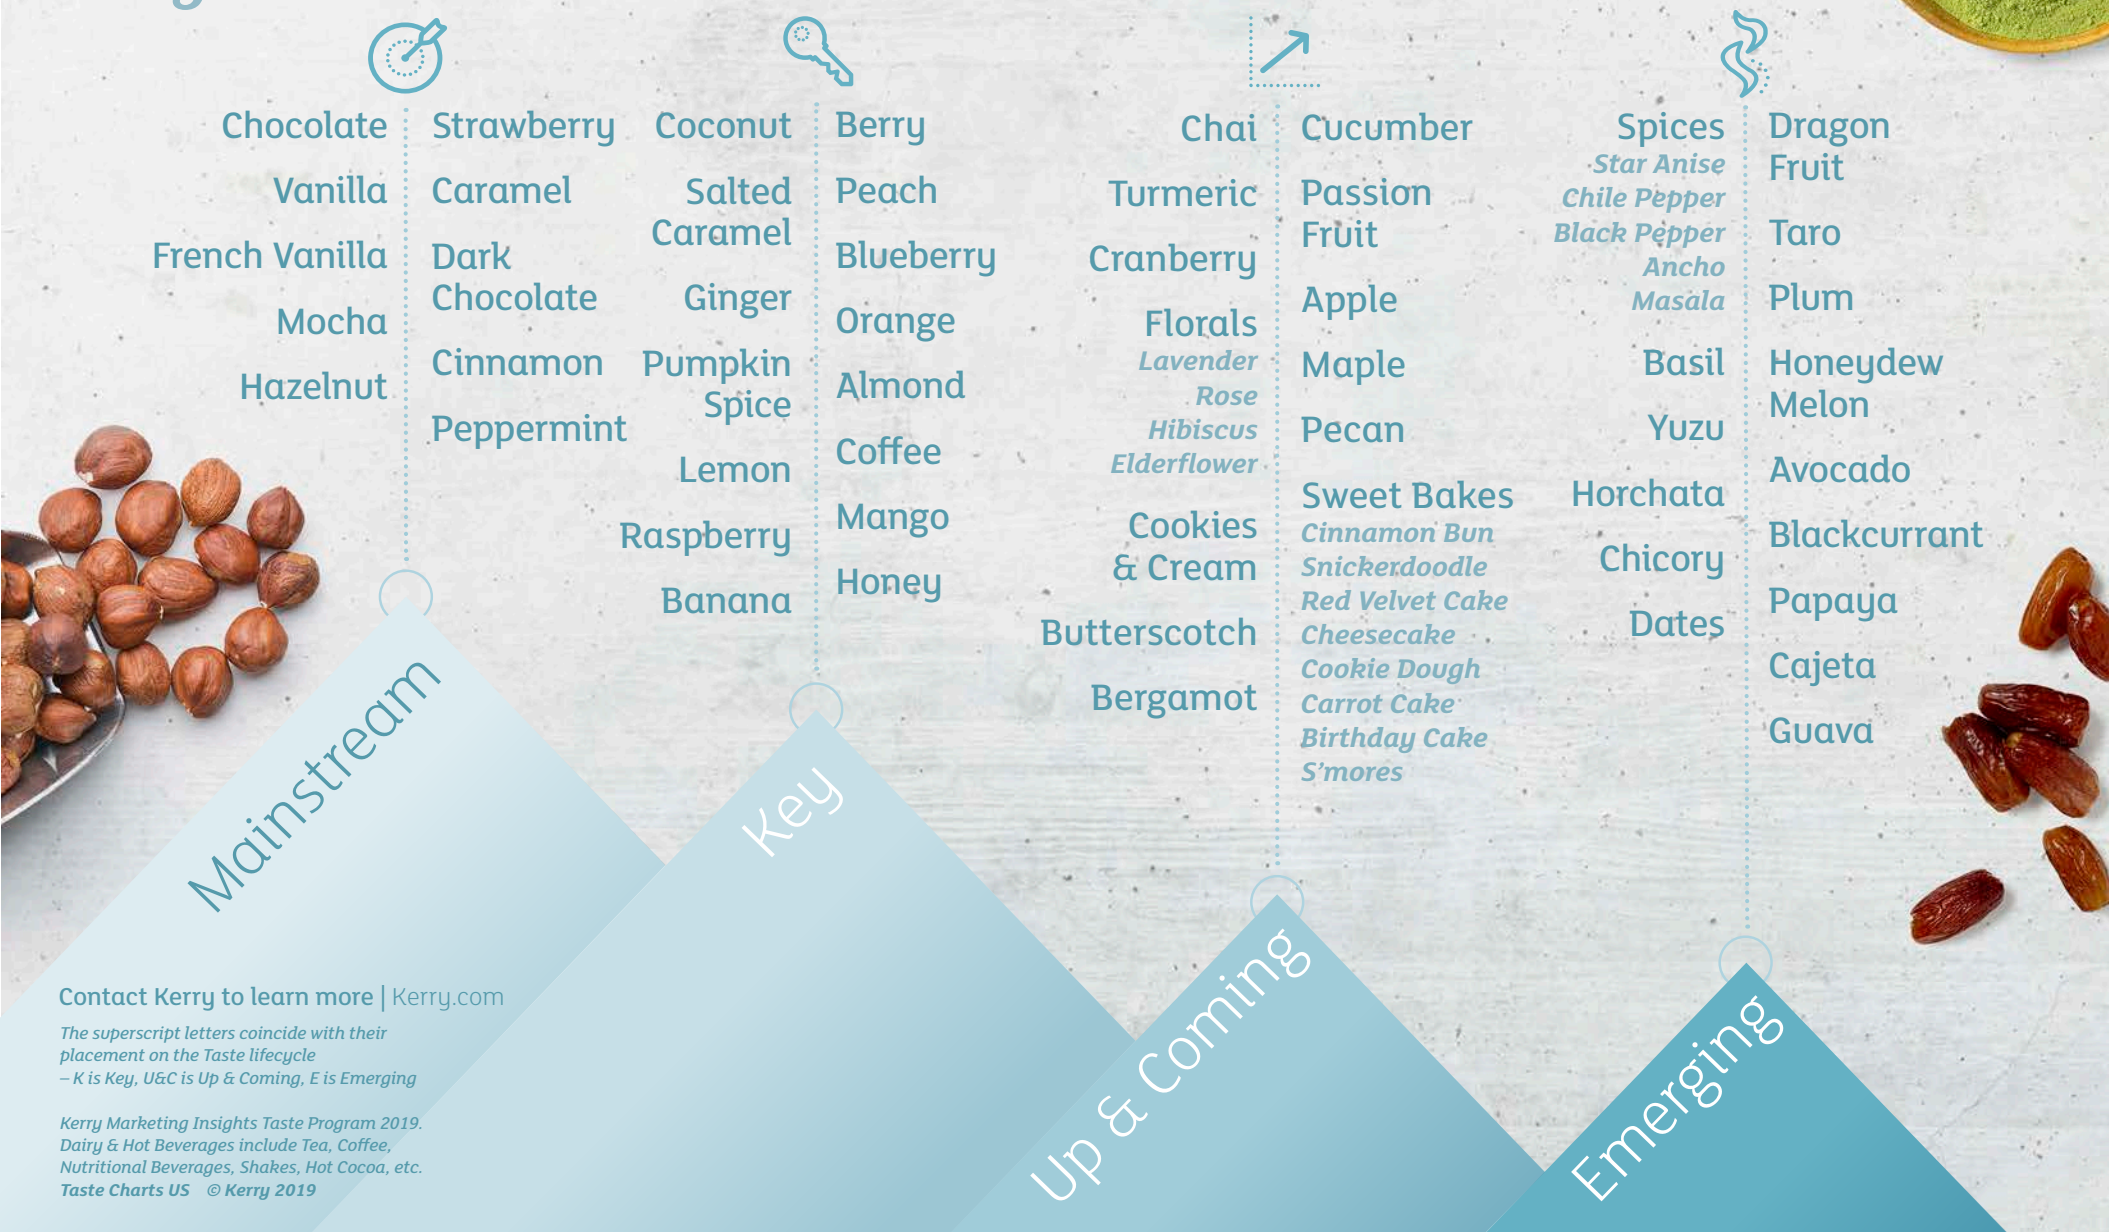 Chocolate
Vanilla
French Vanilla
Mocha
Hazelnut
Strawberry
Caramel
Dark
Chocolate
Cinnamon
Peppermint
Mainstream
Coconut
Salted
Caramel
Ginger
Pumpkin
Spice
Lemon
Raspberry
Banana
Berry
Peach
Blueberry
Orange
Almond
Coffee
Mango
Honey
Key
Chai
Turmeric
Cranberry
Florals
Lavender
Rose
Hibiscus
Elderflower
Cookies
& Cream
Butterscotch
Bergamot
Cucumber
Passion
Fruit
Apple
Maple
Pecan
Sweet Bakes
Cinnamon Bun
Snickerdoodle
Red Velvet Cake
Cheesecake
Cookie Dough
Carrot Cake
Birthday Cake
S’mores
Up & Coming
Spices
Star Anise
Chile Pepper
Black Pepper
Ancho
Masala
Basil
Yuzu
Horchata
Chicory
Dates
Dragon
Fruit
Taro
Plum
Honeydew
Melon
Avocado
Blackcurrant
Papaya
Cajeta
Guava
Emerging
Contact Kerry to learn more | Kerry.com
The superscript letters coincide with their
placement on the Taste lifecycle
– K is Key, U&C is Up & Coming, E is Emerging
Kerry Marketing Insights Taste Program 2019.
Dairy & Hot Beverages include Tea, Coffee,
Nutritional Beverages, Shakes, Hot Cocoa, etc.
Taste Charts US © Kerry 2019